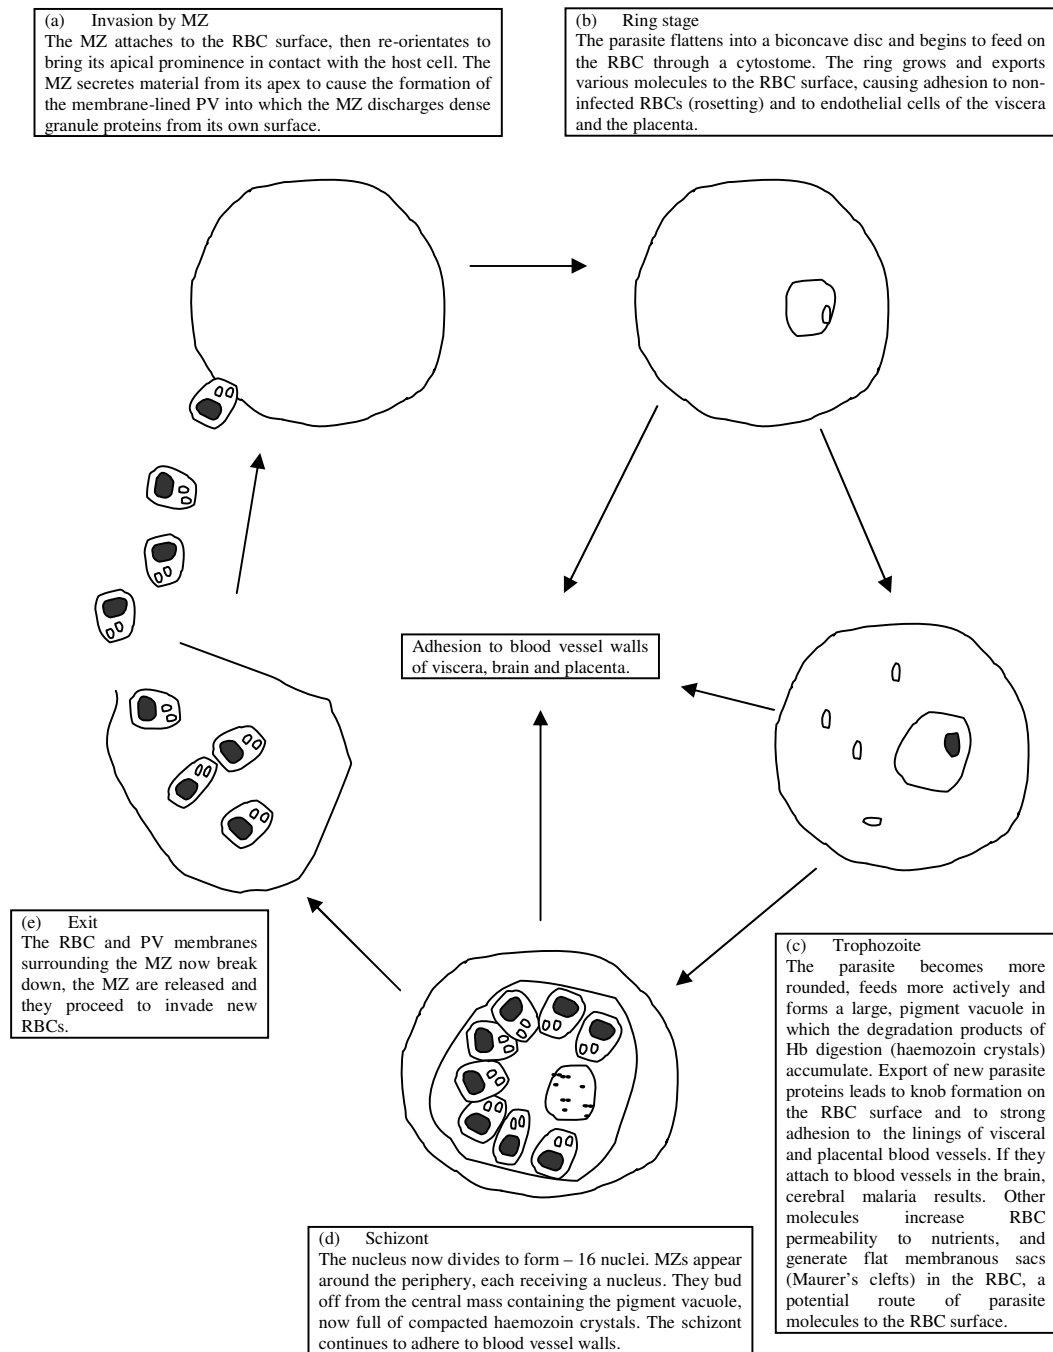 (a) Invasion by MZ
The MZ attaches to the RBC surface, then re-orientates to
bring its apical prominence in contact with the host cell. The
MZ secretes material from its apex to cause the formation of
the membrane-lined PV into which the MZ discharges dense
granule proteins from its own surface.
(b) Ring stage
The parasite flattens into a biconcave disc and begins to feed on
the RBC through a cytostome. The ring grows and exports
various molecules to the RBC surface, causing adhesion to non-
infected RBCs (rosetting) and to endothelial cells of the viscera
and the placenta.
Adhesion to blood vessel walls
of viscera, brain and placenta.
(e) Exit
The RBC and PV membranes
surrounding the MZ now break
down, the MZ are released and
they proceed to invade new
RBCs.
(c) Trophozoite
The parasite becomes more
rounded, feeds more actively and
forms a large, pigment vacuole in
which the degradation products of
Hb digestion (haemozoin crystals)
accumulate. Export of new parasite
proteins leads to knob formation on
the RBC surface and to strong
adhesion to the linings of visceral
and placental blood vessels. If they
attach to blood vessels in the brain,
cerebral malaria results. Other
molecules increase RBC
permeability to nutrients, and
generate flat membranous sacs
(Maurer's clefts) in the RBC, a
potential route of parasite
molecules to the RBC surface.
(d) Schizont
The nucleus now divides to form – 16 nuclei. MZs appear
around the periphery, each receiving a nucleus. They bud
off from the central mass containing the pigment vacuole,
now full of compacted haemozoin crystals. The schizont
continues to adhere to blood vessel walls.